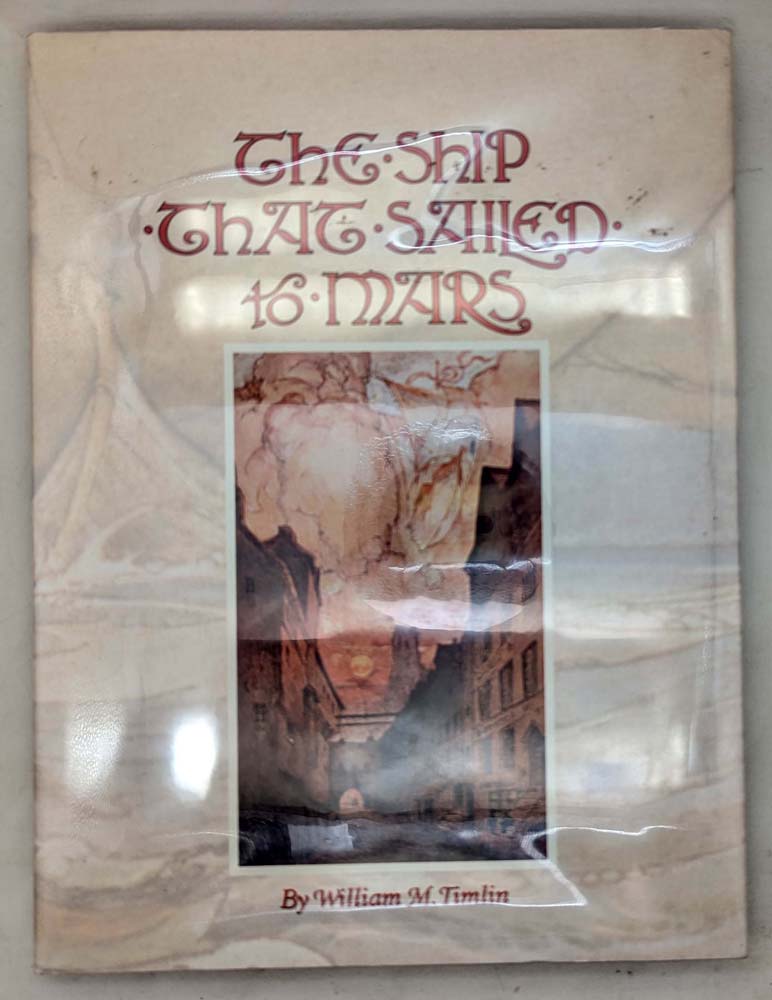 The·Ship
·That·Sailed·
to·Mars
By William M. Timlin